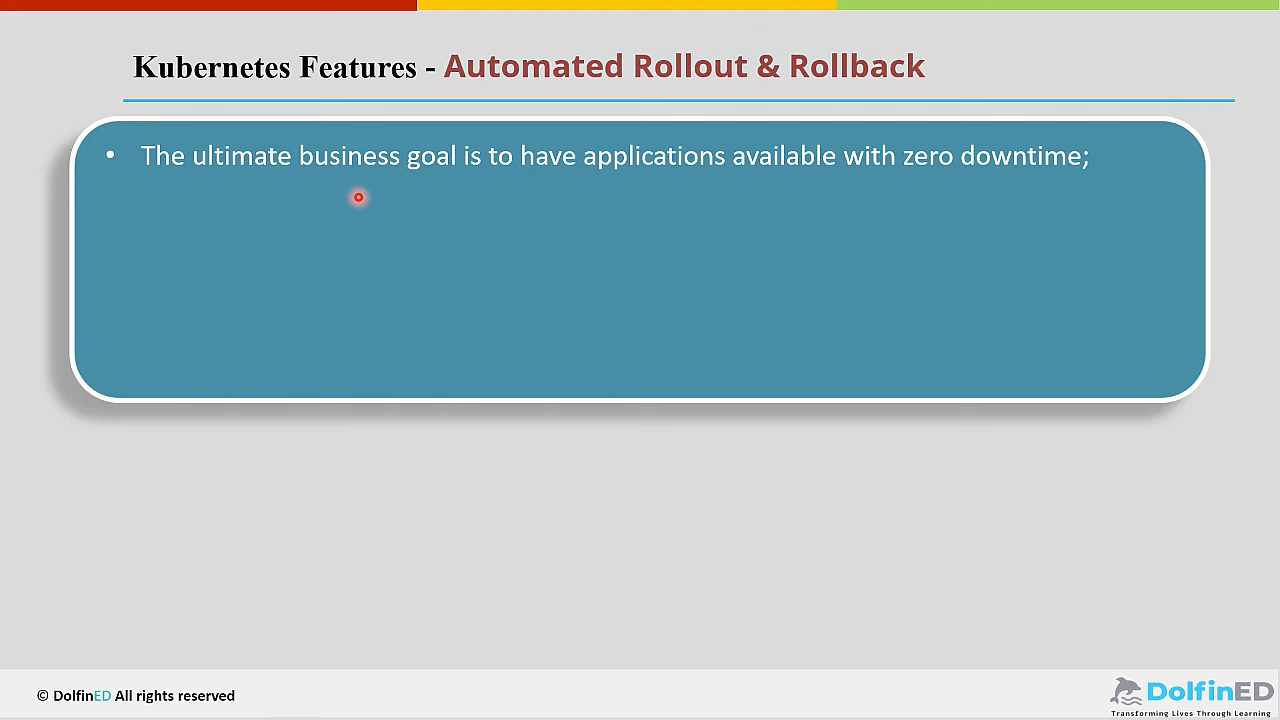 Kubernetes Features - Automated Rollout & Rollback
• The ultimate business goal is to have applications available with zero downtime;
© DolfinED All rights reserved
DolfinED
Transforming Lives Through Learning